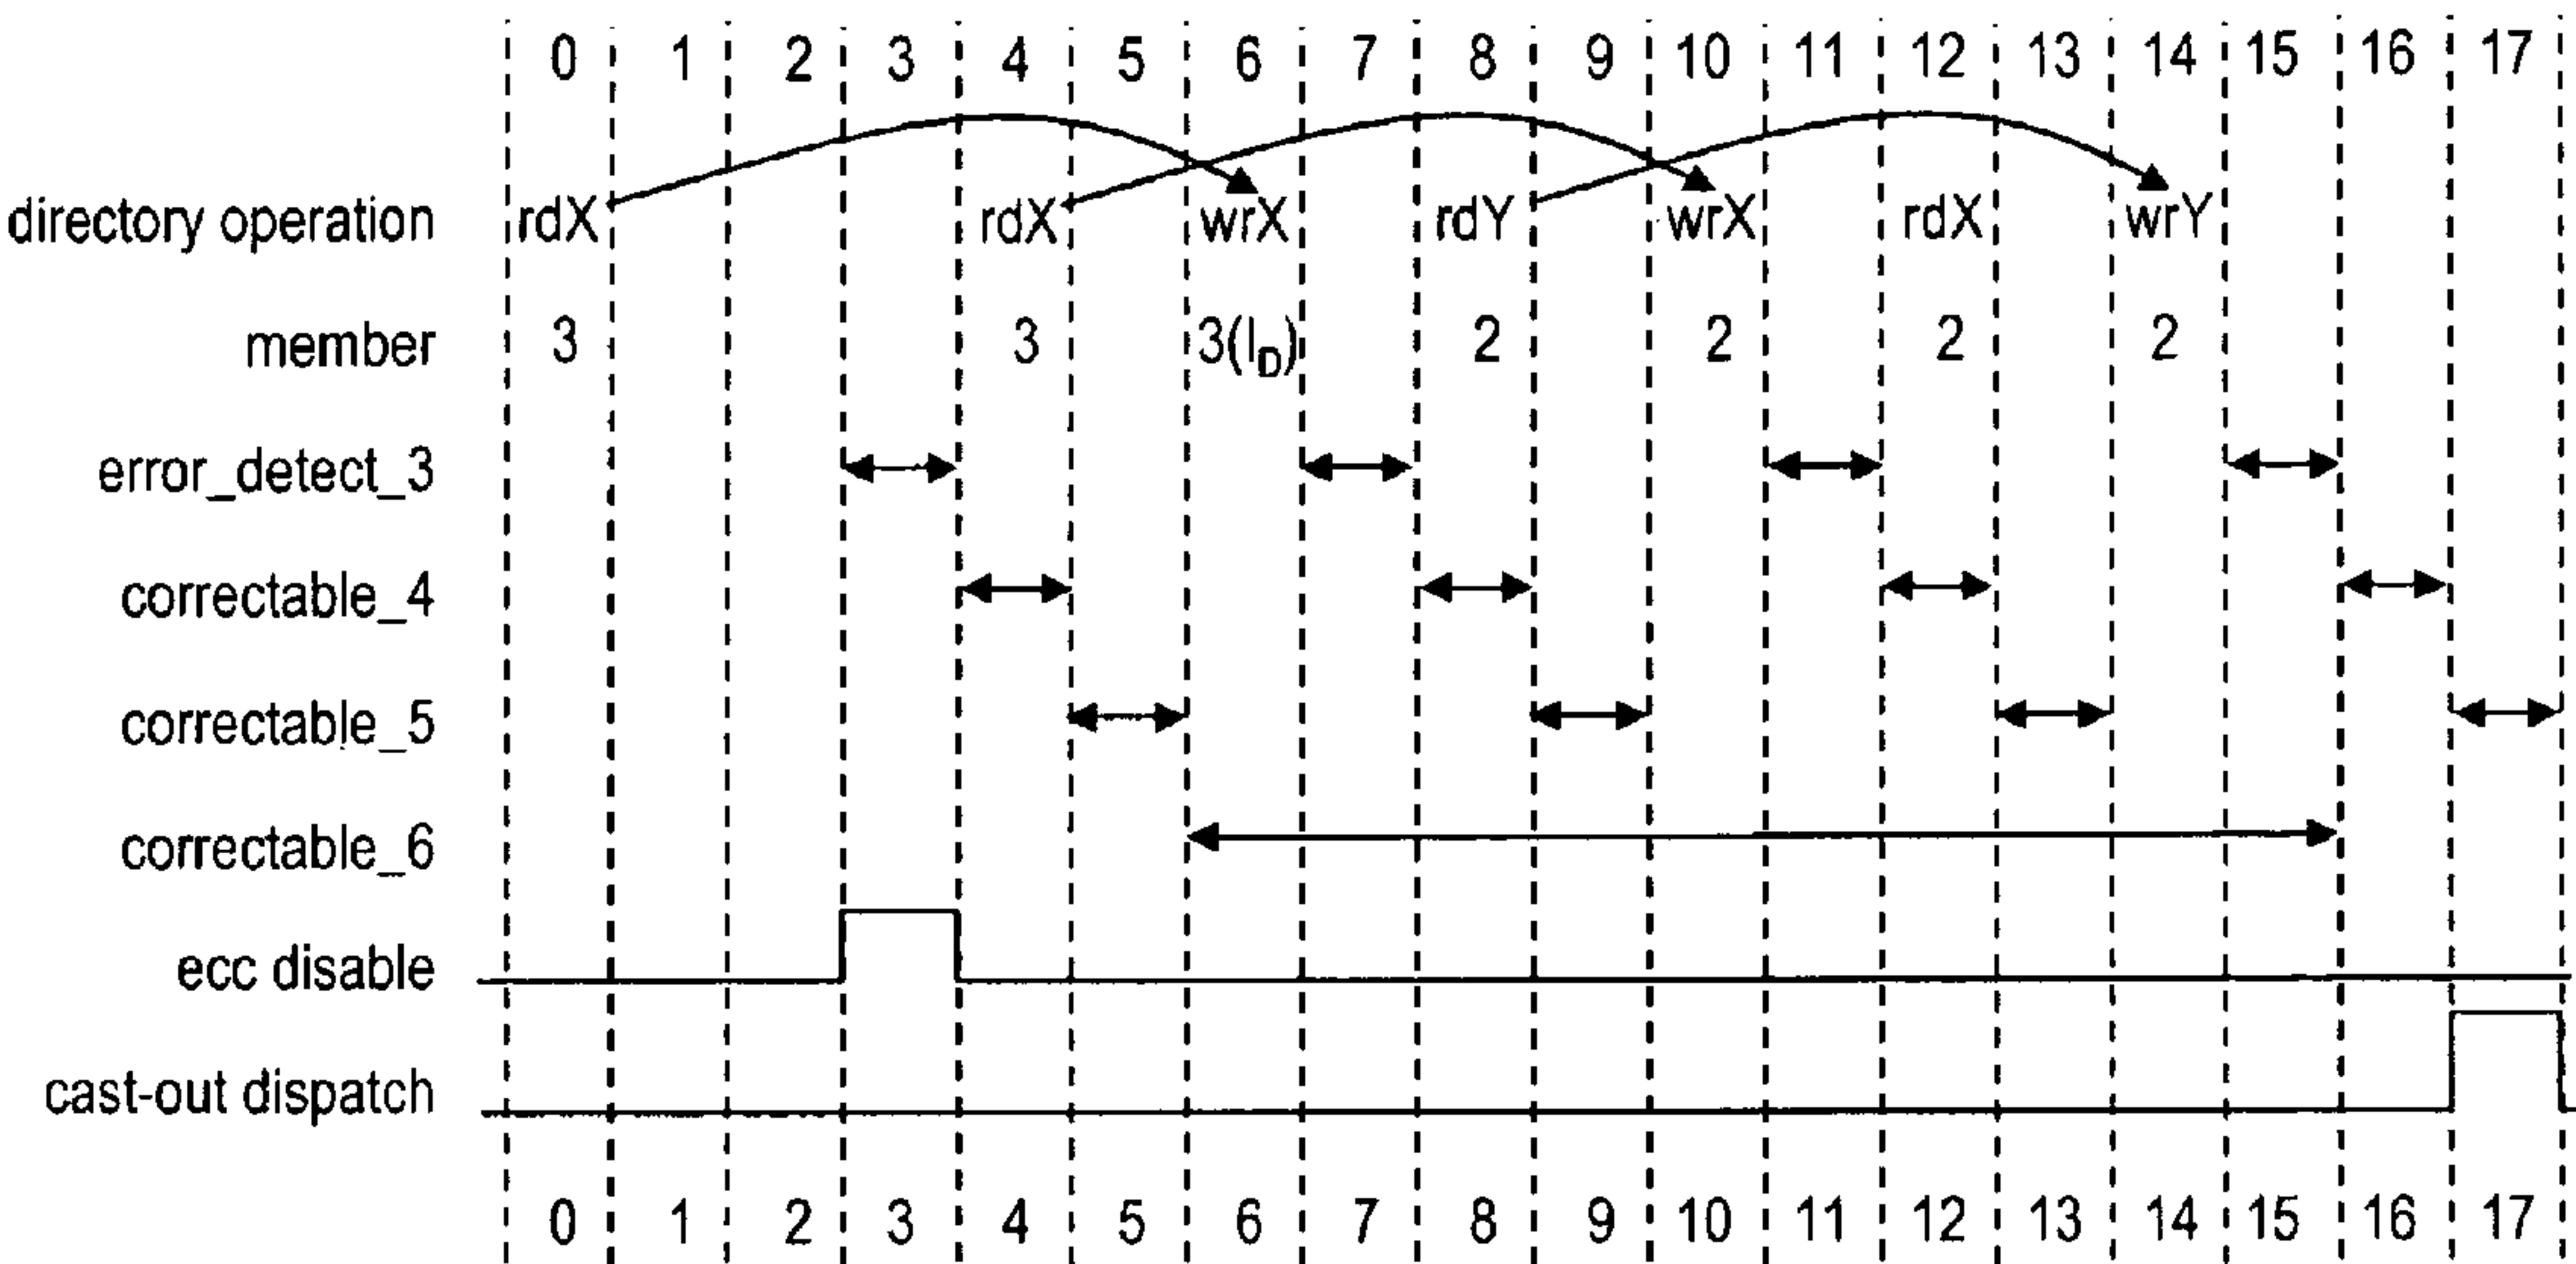 0 1 2 3 4 5 6 7 8 9 10 11 12 13 14 15 16 17
directory operation rdX rdX wrX rdY wrX rdX wrY
member 3 3 3(I_D) 2 2 2 2
error_detect_3
correctable_4
correctable_5
correctable_6
ecc disable
cast-out dispatch
0 1 2 3 4 5 6 7 8 9 10 11 12 13 14 15 16 17